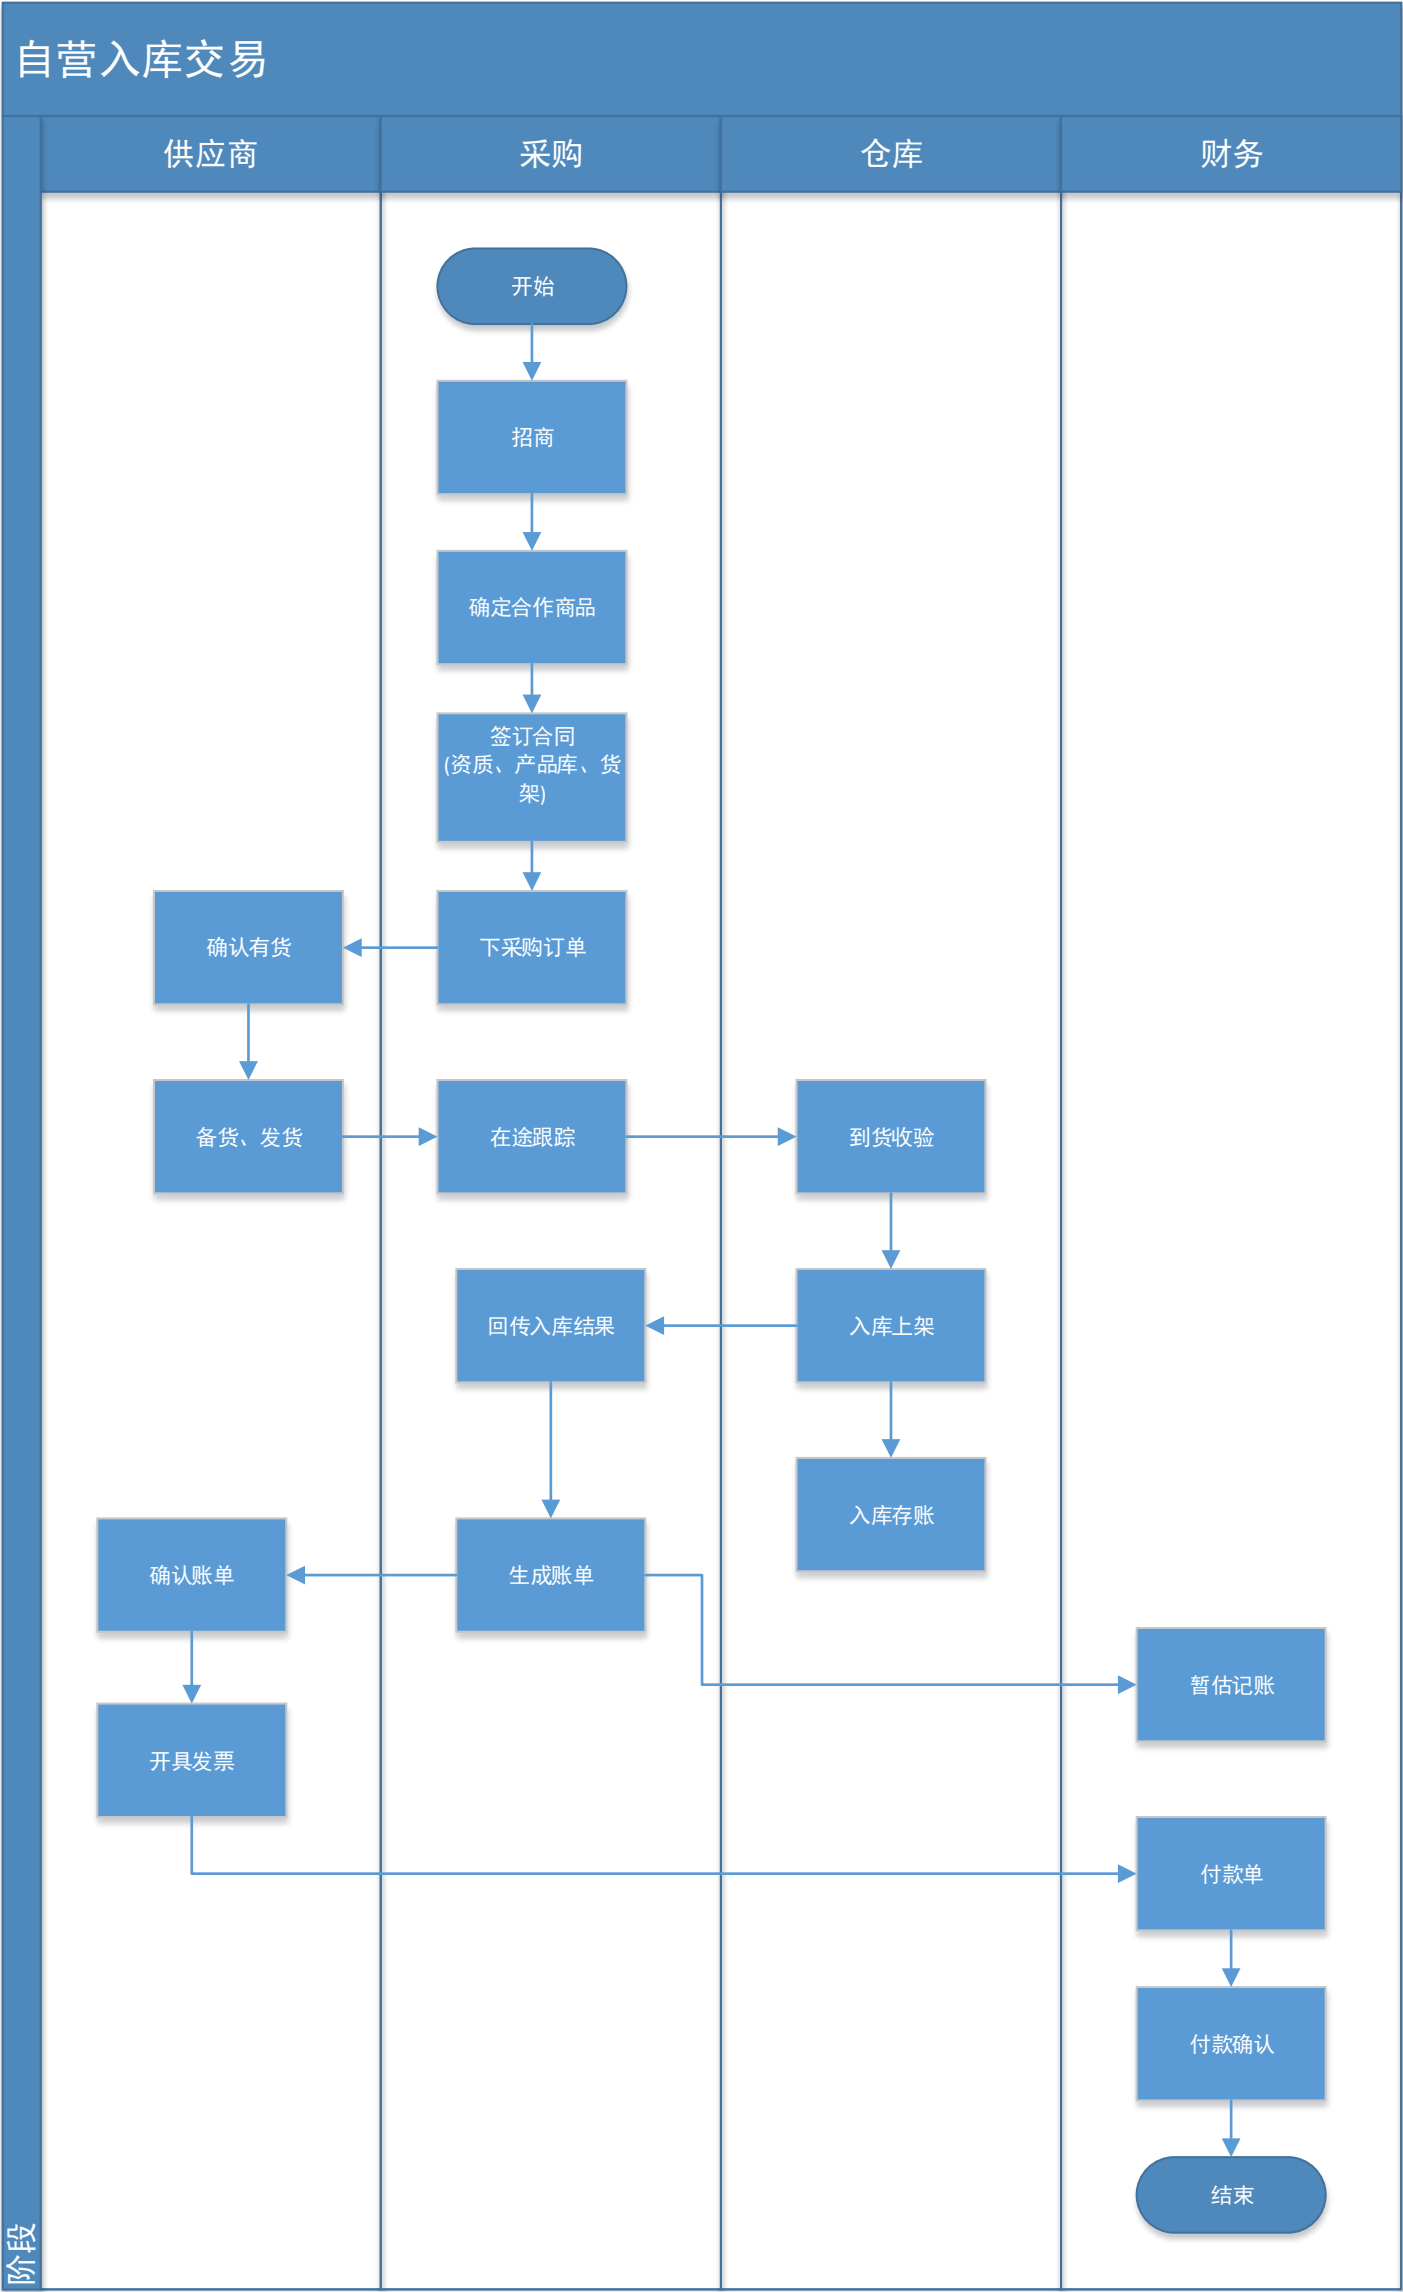 自营入库交易
供应商
采购
仓库
财务
开始
招商
确定合作商品
签订合同
(资质、产品库、货
架)
确认有货
下采购订单
备货、发货
在途跟踪
到货收验
回传入库结果
入库上架
入库存账
确认账单
生成账单
暂估记账
开具发票
付款单
付款确认
结束
阶段